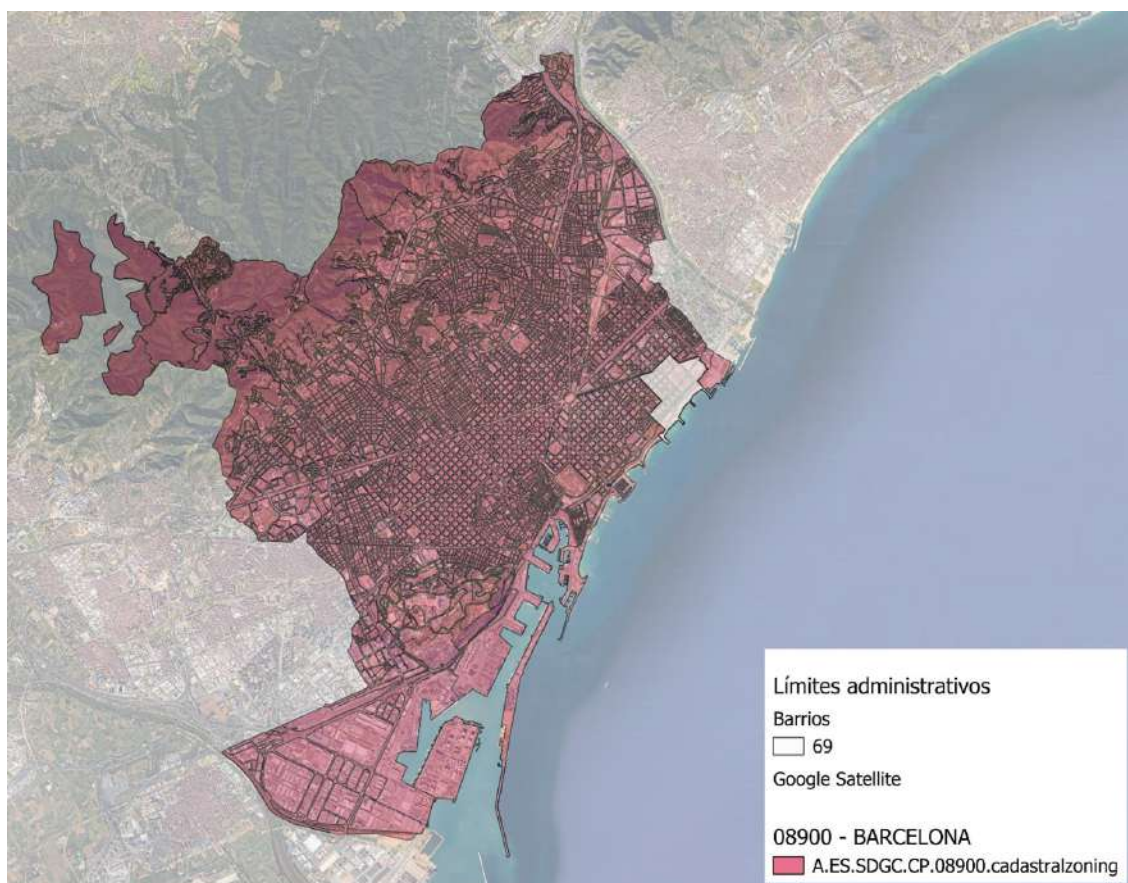 Límites administrativos
Barrios
69
Google Satellite
08900 - BARCELONA
A.ES.SDGC.CP.08900.cadastralzoning